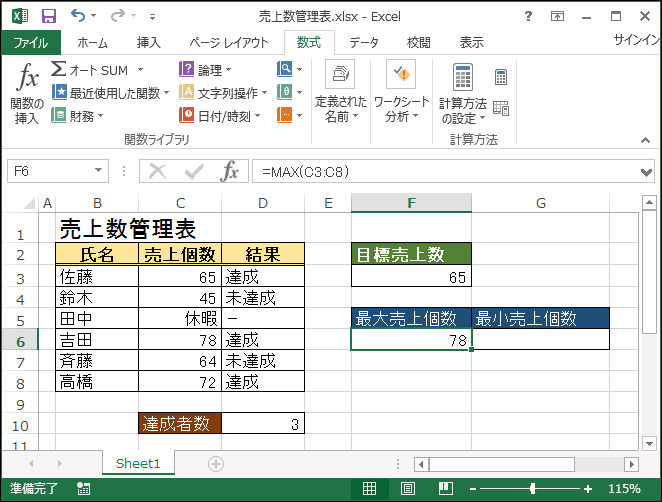 売上数管理表.xlsx - Excel
ファイル ホーム 挿入 ページ レイアウト 数式 データ 校閲 表示 サインイン
fx 関数の挿入
Σ オート SUM
最近使用した関数
財務
論理
文字列操作
日付/時刻
定義された名前
ワークシート分析
計算方法の設定
関数ライブラリ 計算方法
F6 fx =MAX(C3:C8)
A B C D E F G
1 売上数管理表
2 氏名 売上個数 結果 目標売上数
3 佐藤 65 達成 65
4 鈴木 45 未達成
5 田中 休暇 － 最大売上個数 最小売上個数
6 吉田 78 達成 78
7 斉藤 64 未達成
8 高橋 72 達成
9
10 達成者数 3
11
Sheet1
準備完了 115%